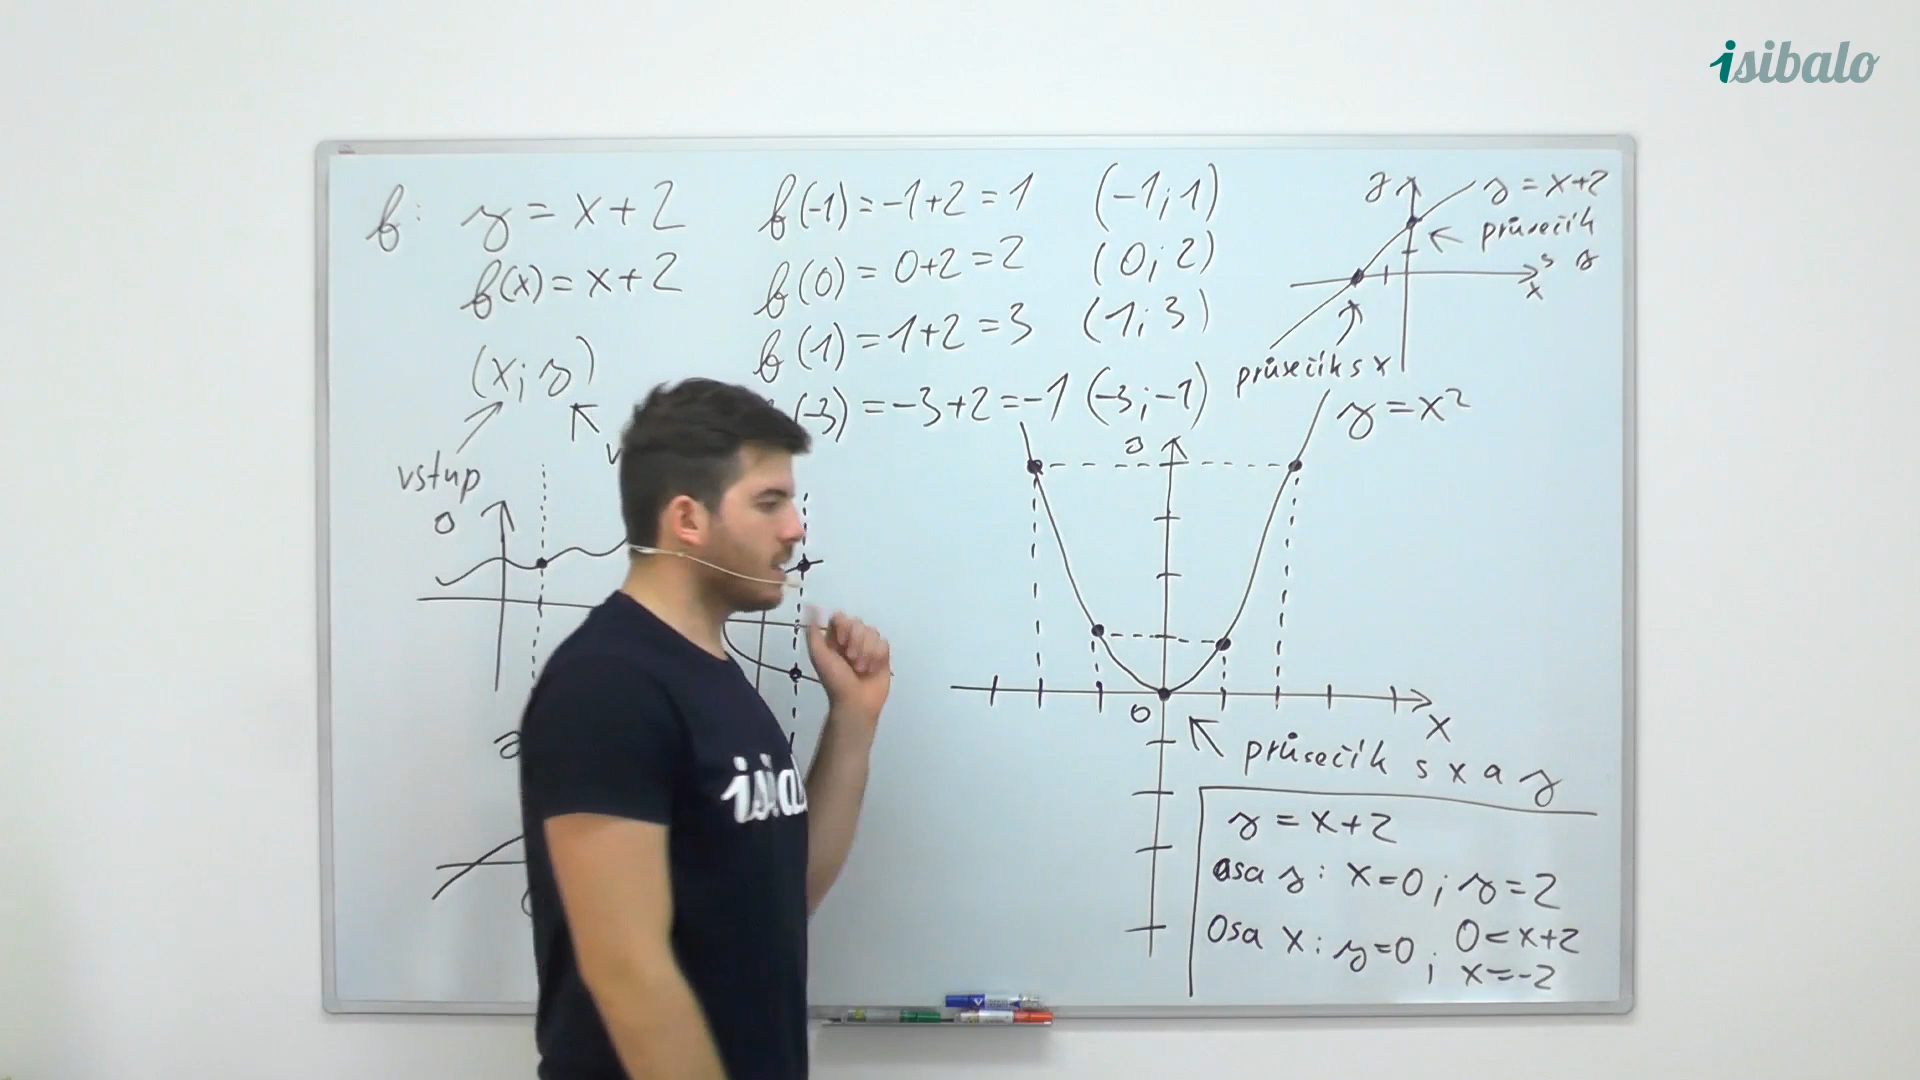 isibalo
f: y = x+2
f(x) = x+2
(x; y)
vstup
y
f(-1) = -1+2 = 1 (-1; 1)
f(0) = 0+2 = 2 (0; 2)
f(1) = 1+2 = 3 (1; 3)
(-3) = -3+2 = -1 (-3; -1)
y
y = x+2
průsečík
s y
x
průsečík s x
y = x²
y
0
x
průsečík s x a y
y = x+2
osa y: x=0; y=2
Osa x: y=0; 0=x+2
x=-2